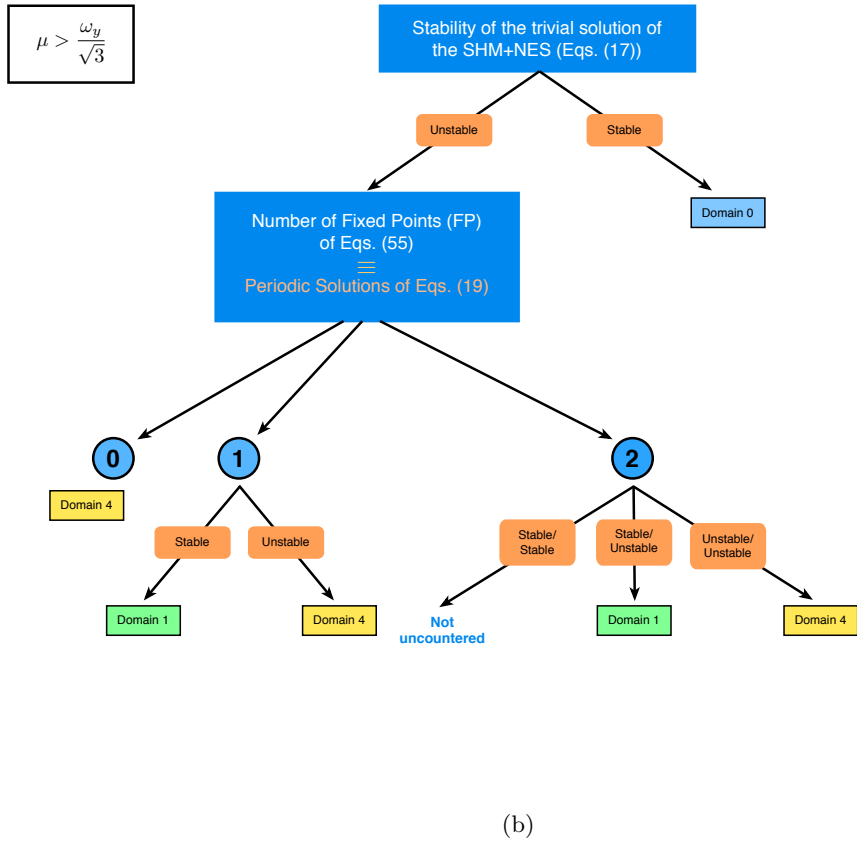 μ > ω_y / √3
Stability of the trivial solution of
the SHM+NES (Eqs. (17))
Unstable
Stable
Domain 0
Number of Fixed Points (FP)
of Eqs. (55)
≡
Periodic Solutions of Eqs. (19)
0
1
2
Domain 4
Stable
Unstable
Stable/
Stable
Stable/
Unstable
Unstable/
Unstable
Domain 1
Domain 4
Not
uncountered
Domain 1
Domain 4
(b)